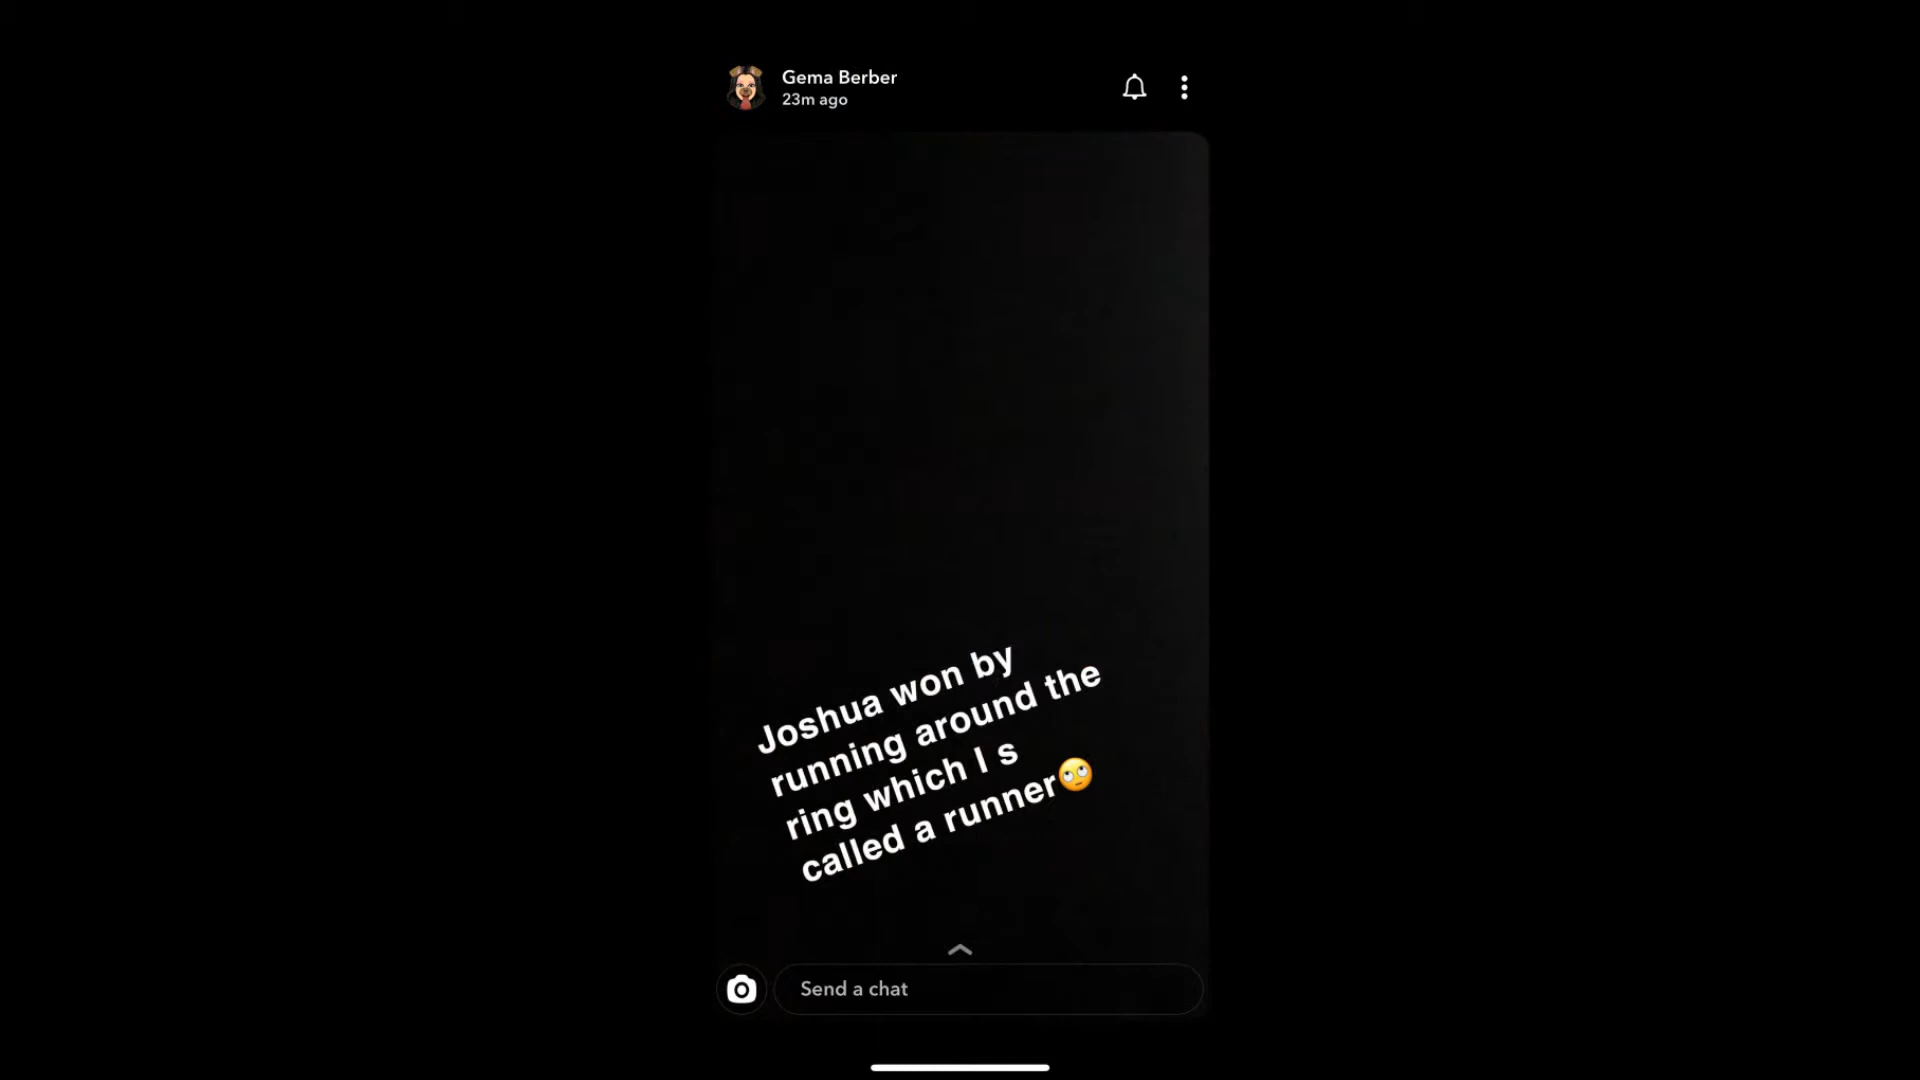 Gema Berber
23m ago
Joshua won by
running around the
ring which I s
called a runner🙄
Send a chat